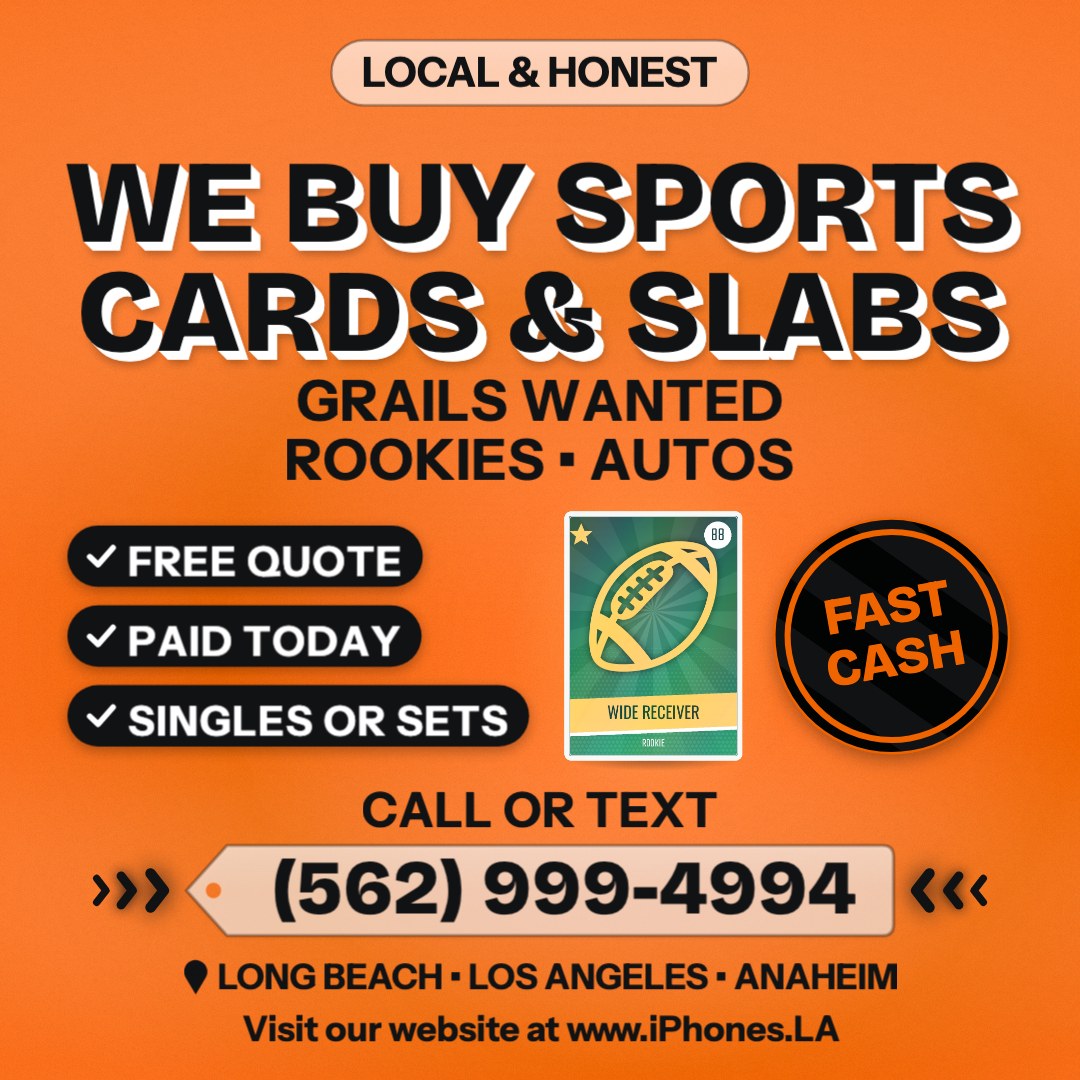 LOCAL & HONEST
WE BUY SPORTS
CARDS & SLABS
GRAILS WANTED
ROOKIES ▪ AUTOS
FREE QUOTE
PAID TODAY
SINGLES OR SETS
88
WIDE RECEIVER
ROOKIE
FAST
CASH
CALL OR TEXT
(562) 999-4994
LONG BEACH ▪ LOS ANGELES ▪ ANAHEIM
Visit our website at www.iPhones.LA